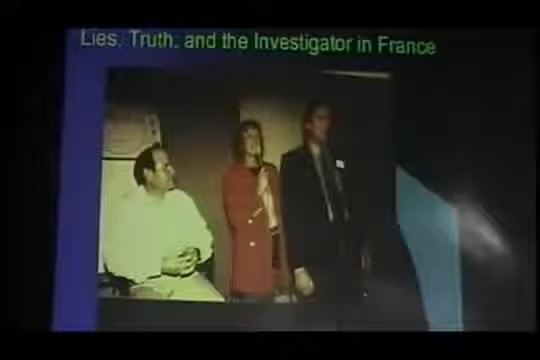 Lies, Truth, and the Investigator in France